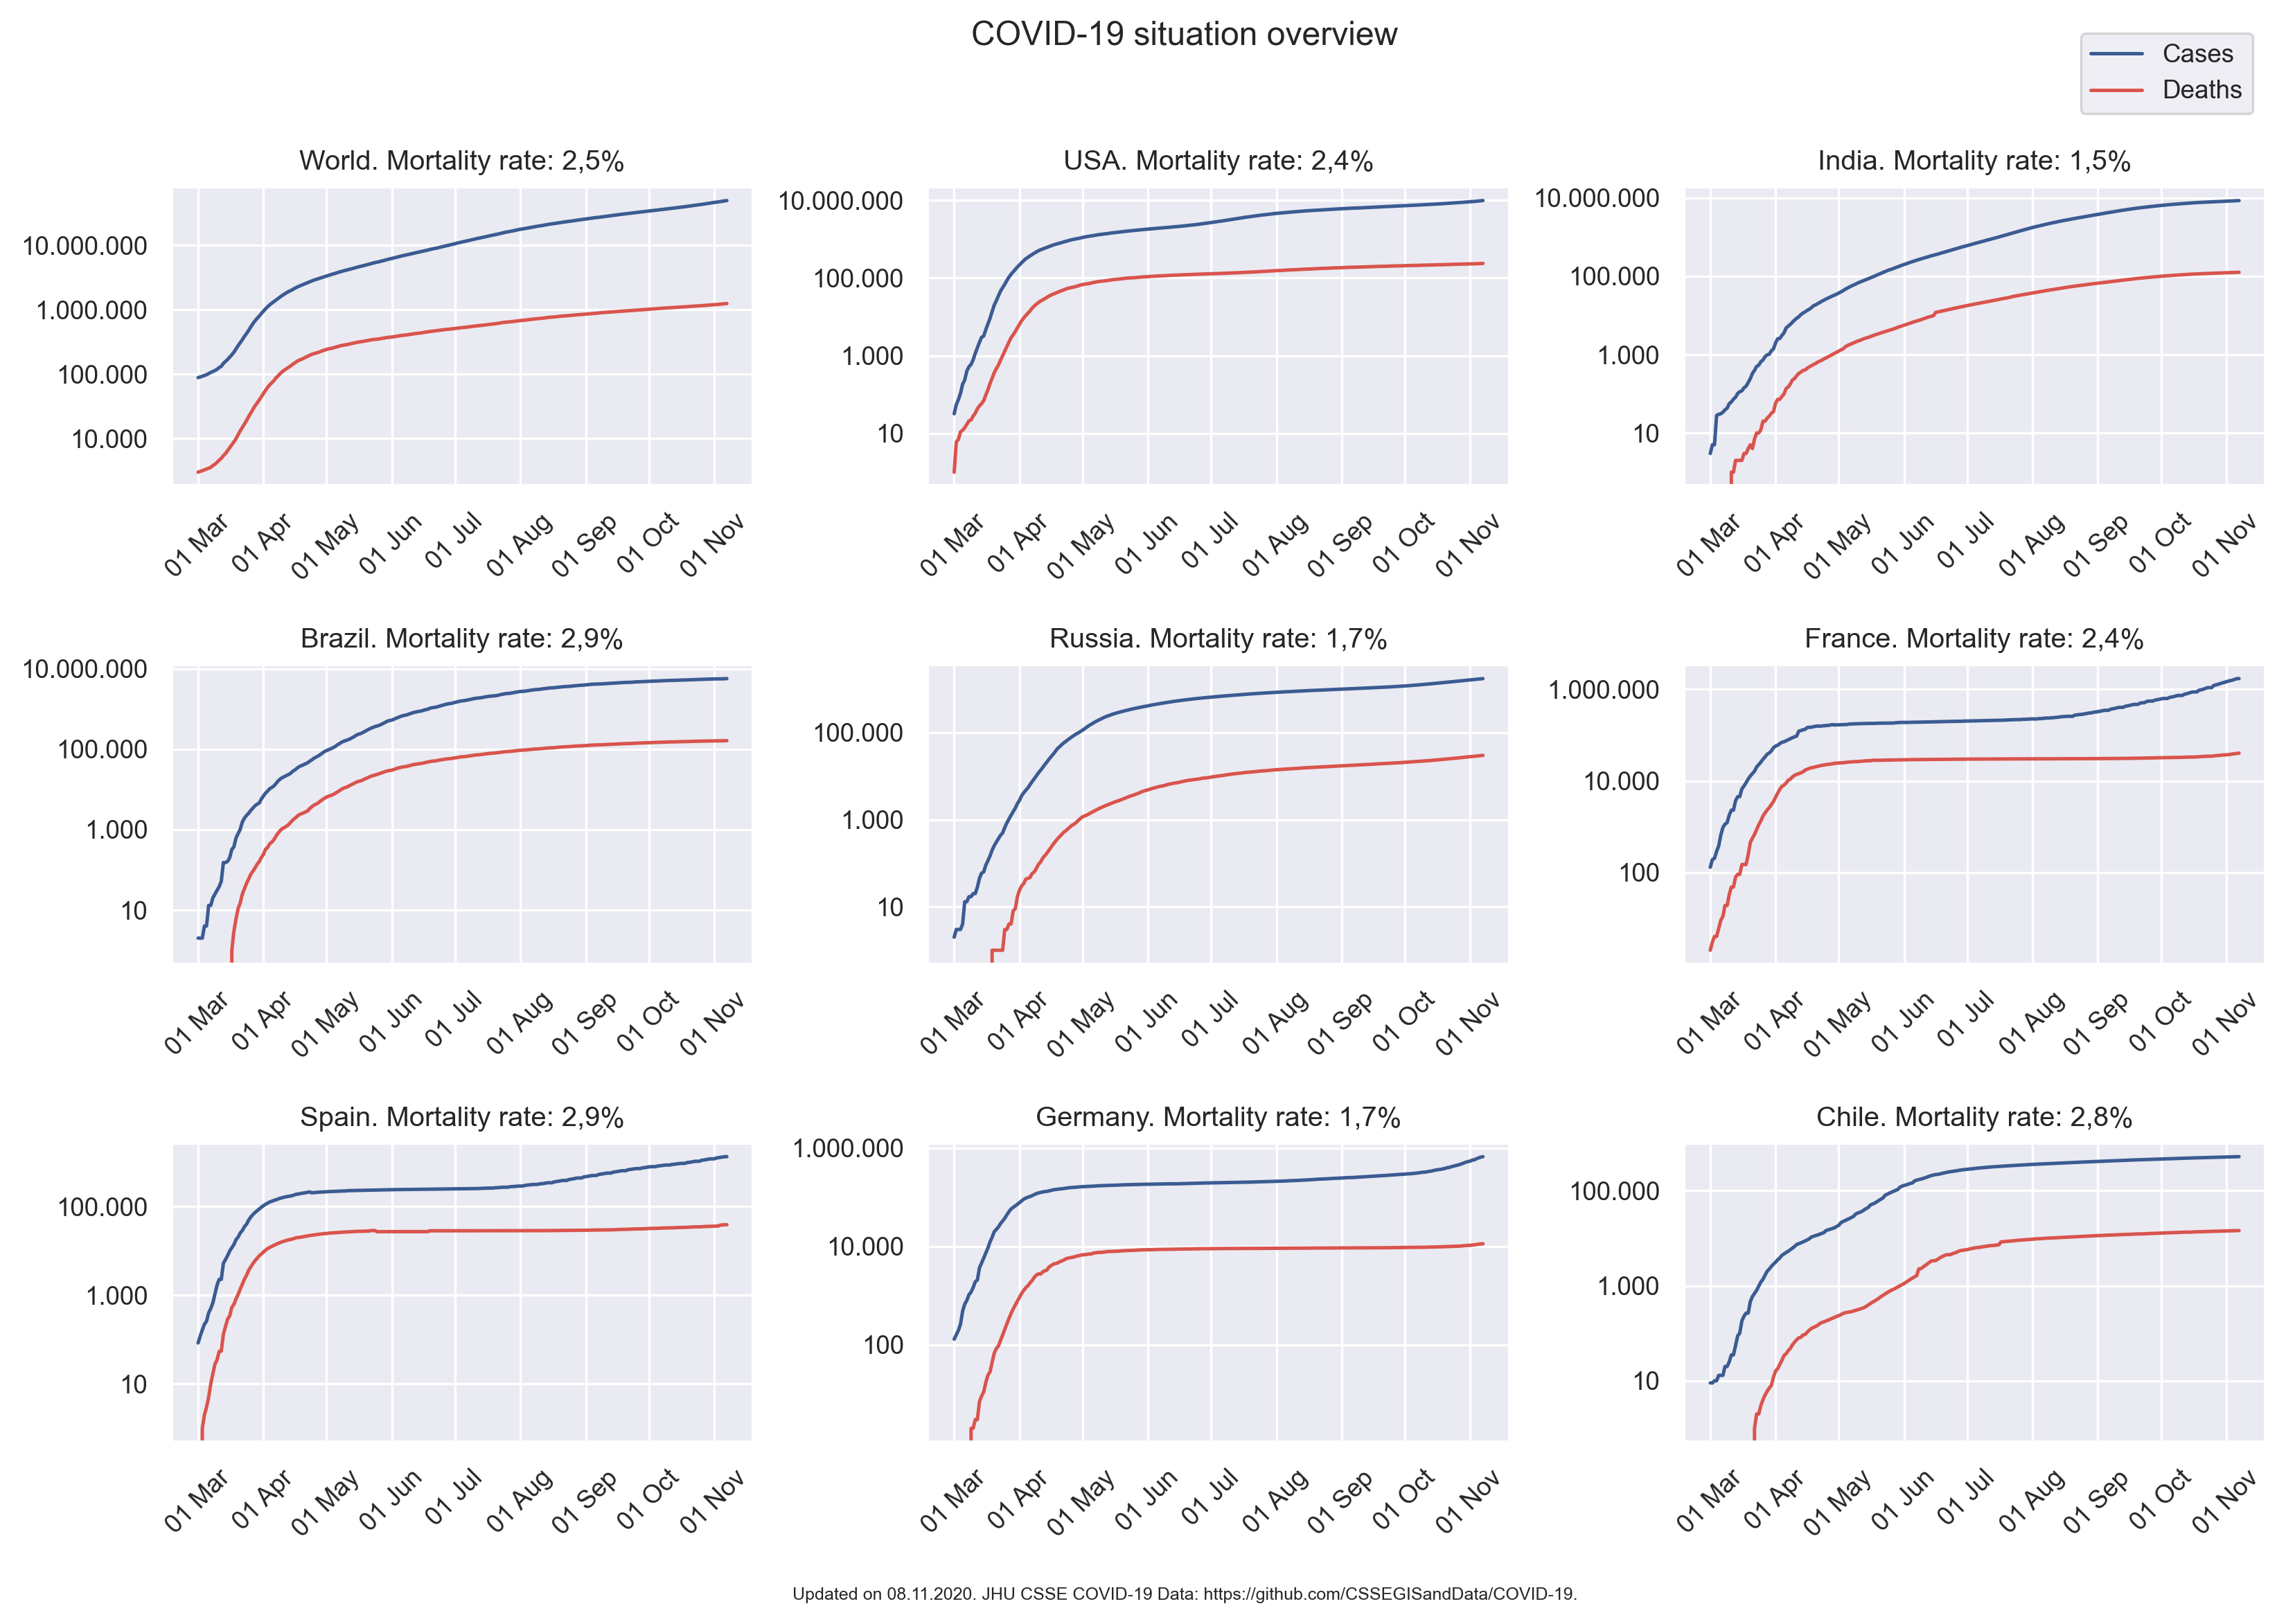 COVID-19 situation overview
Cases
Deaths
World. Mortality rate: 2,5%
10.000.000
1.000.000
100.000
10.000
01 Mar
01 Apr
01 May
01 Jun
01 Jul
01 Aug
01 Sep
01 Oct
01 Nov
USA. Mortality rate: 2,4%
10.000.000
100.000
1.000
10
01 Mar
01 Apr
01 May
01 Jun
01 Jul
01 Aug
01 Sep
01 Oct
01 Nov
India. Mortality rate: 1,5%
10.000.000
100.000
1.000
10
01 Mar
01 Apr
01 May
01 Jun
01 Jul
01 Aug
01 Sep
01 Oct
01 Nov
Brazil. Mortality rate: 2,9%
10.000.000
100.000
1.000
10
01 Mar
01 Apr
01 May
01 Jun
01 Jul
01 Aug
01 Sep
01 Oct
01 Nov
Russia. Mortality rate: 1,7%
100.000
1.000
10
01 Mar
01 Apr
01 May
01 Jun
01 Jul
01 Aug
01 Sep
01 Oct
01 Nov
France. Mortality rate: 2,4%
1.000.000
10.000
100
01 Mar
01 Apr
01 May
01 Jun
01 Jul
01 Aug
01 Sep
01 Oct
01 Nov
Spain. Mortality rate: 2,9%
100.000
1.000
10
01 Mar
01 Apr
01 May
01 Jun
01 Jul
01 Aug
01 Sep
01 Oct
01 Nov
Germany. Mortality rate: 1,7%
1.000.000
10.000
100
01 Mar
01 Apr
01 May
01 Jun
01 Jul
01 Aug
01 Sep
01 Oct
01 Nov
Chile. Mortality rate: 2,8%
100.000
1.000
10
01 Mar
01 Apr
01 May
01 Jun
01 Jul
01 Aug
01 Sep
01 Oct
01 Nov
Updated on 08.11.2020. JHU CSSE COVID-19 Data: https://github.com/CSSEGISandData/COVID-19.